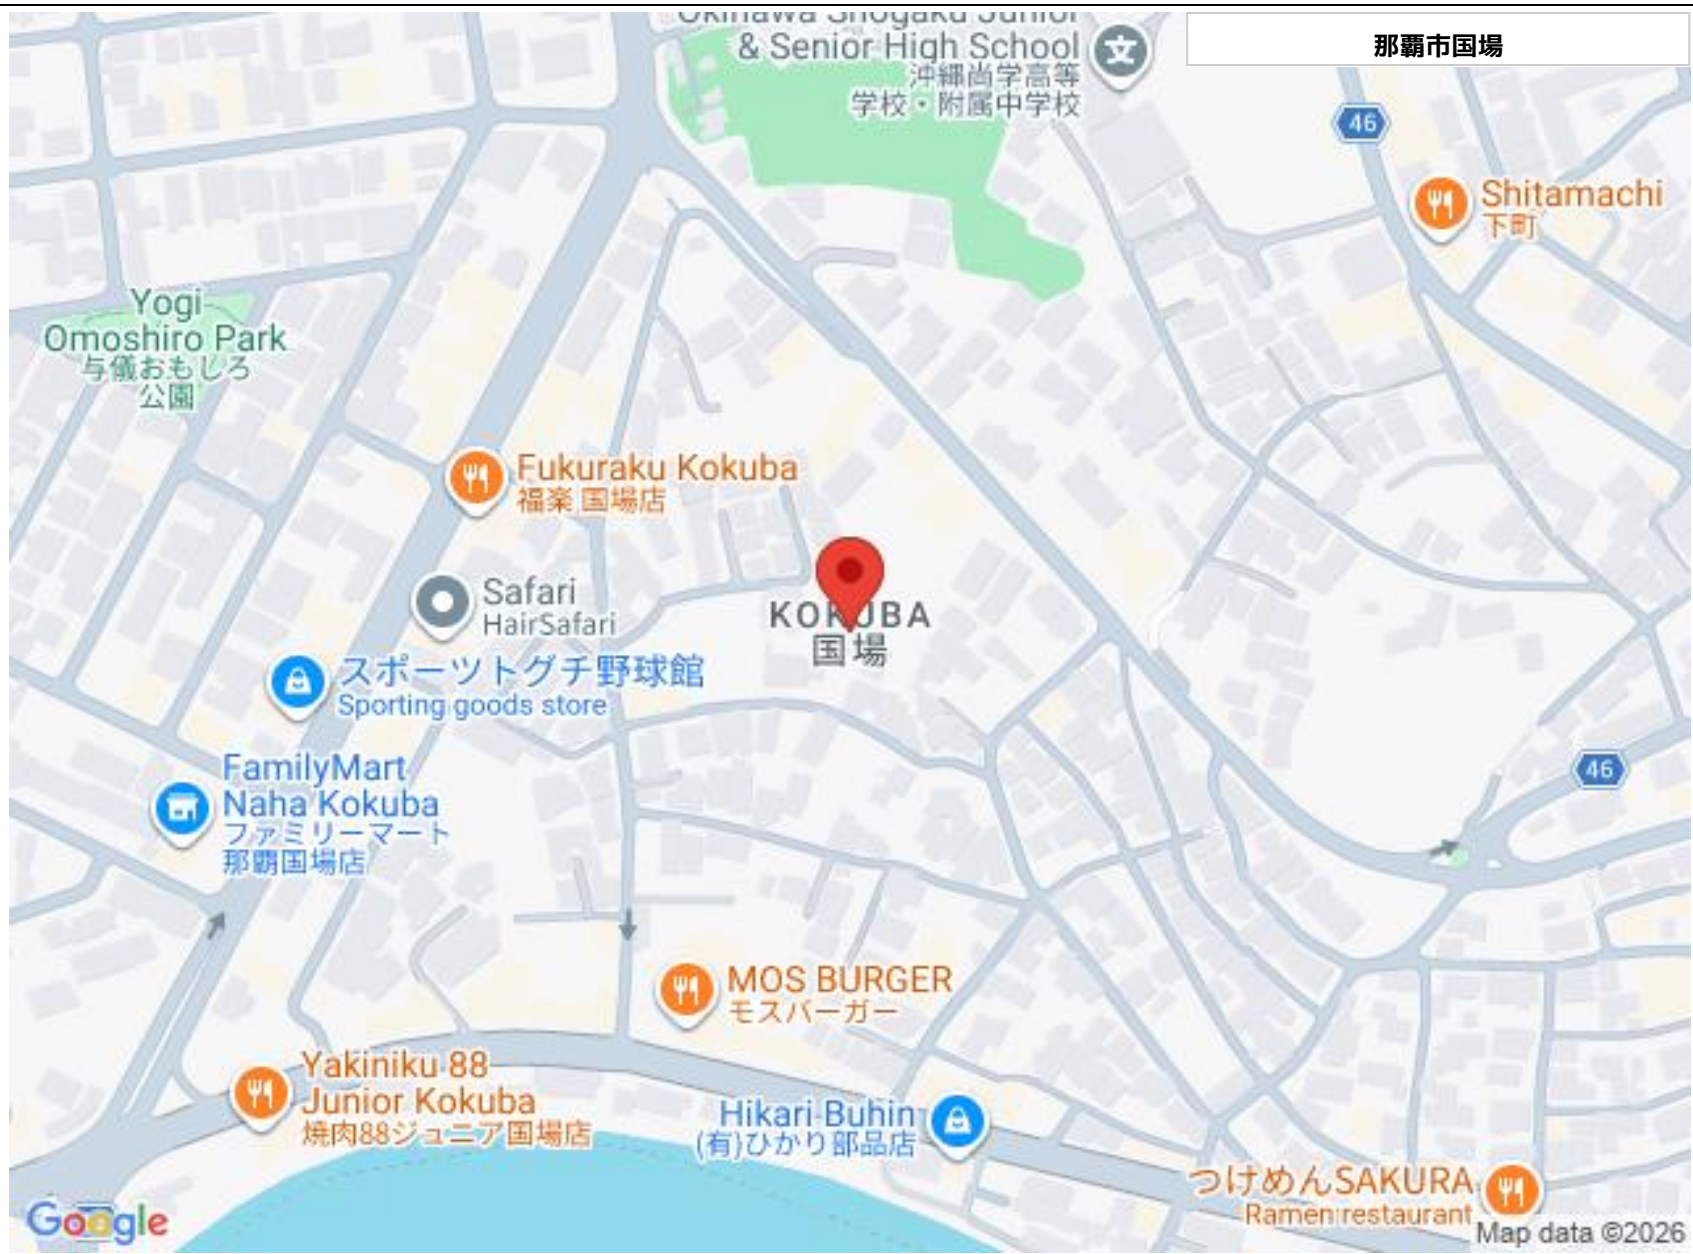 Okinawa Shogaku Junior
& Senior High School
沖縄尚学高等
学校・附属中学校
那覇市国場
46
Shitamachi
下町
Yogi
Omoshiro Park
与儀おもしろ
公園
Fukuraku Kokuba
福楽 国場店
Safari
HairSafari
KOKUBA
国場
スポーツトグチ野球館
Sporting goods store
FamilyMart
Naha Kokuba
ファミリーマート
那覇国場店
46
MOS BURGER
モスバーガー
Yakiniku 88
Junior Kokuba
焼肉88ジュニア国場店
Hikari Buhin
(有)ひかり部品店
つけめんSAKURA
Ramen restaurant
Google
Map data ©2026